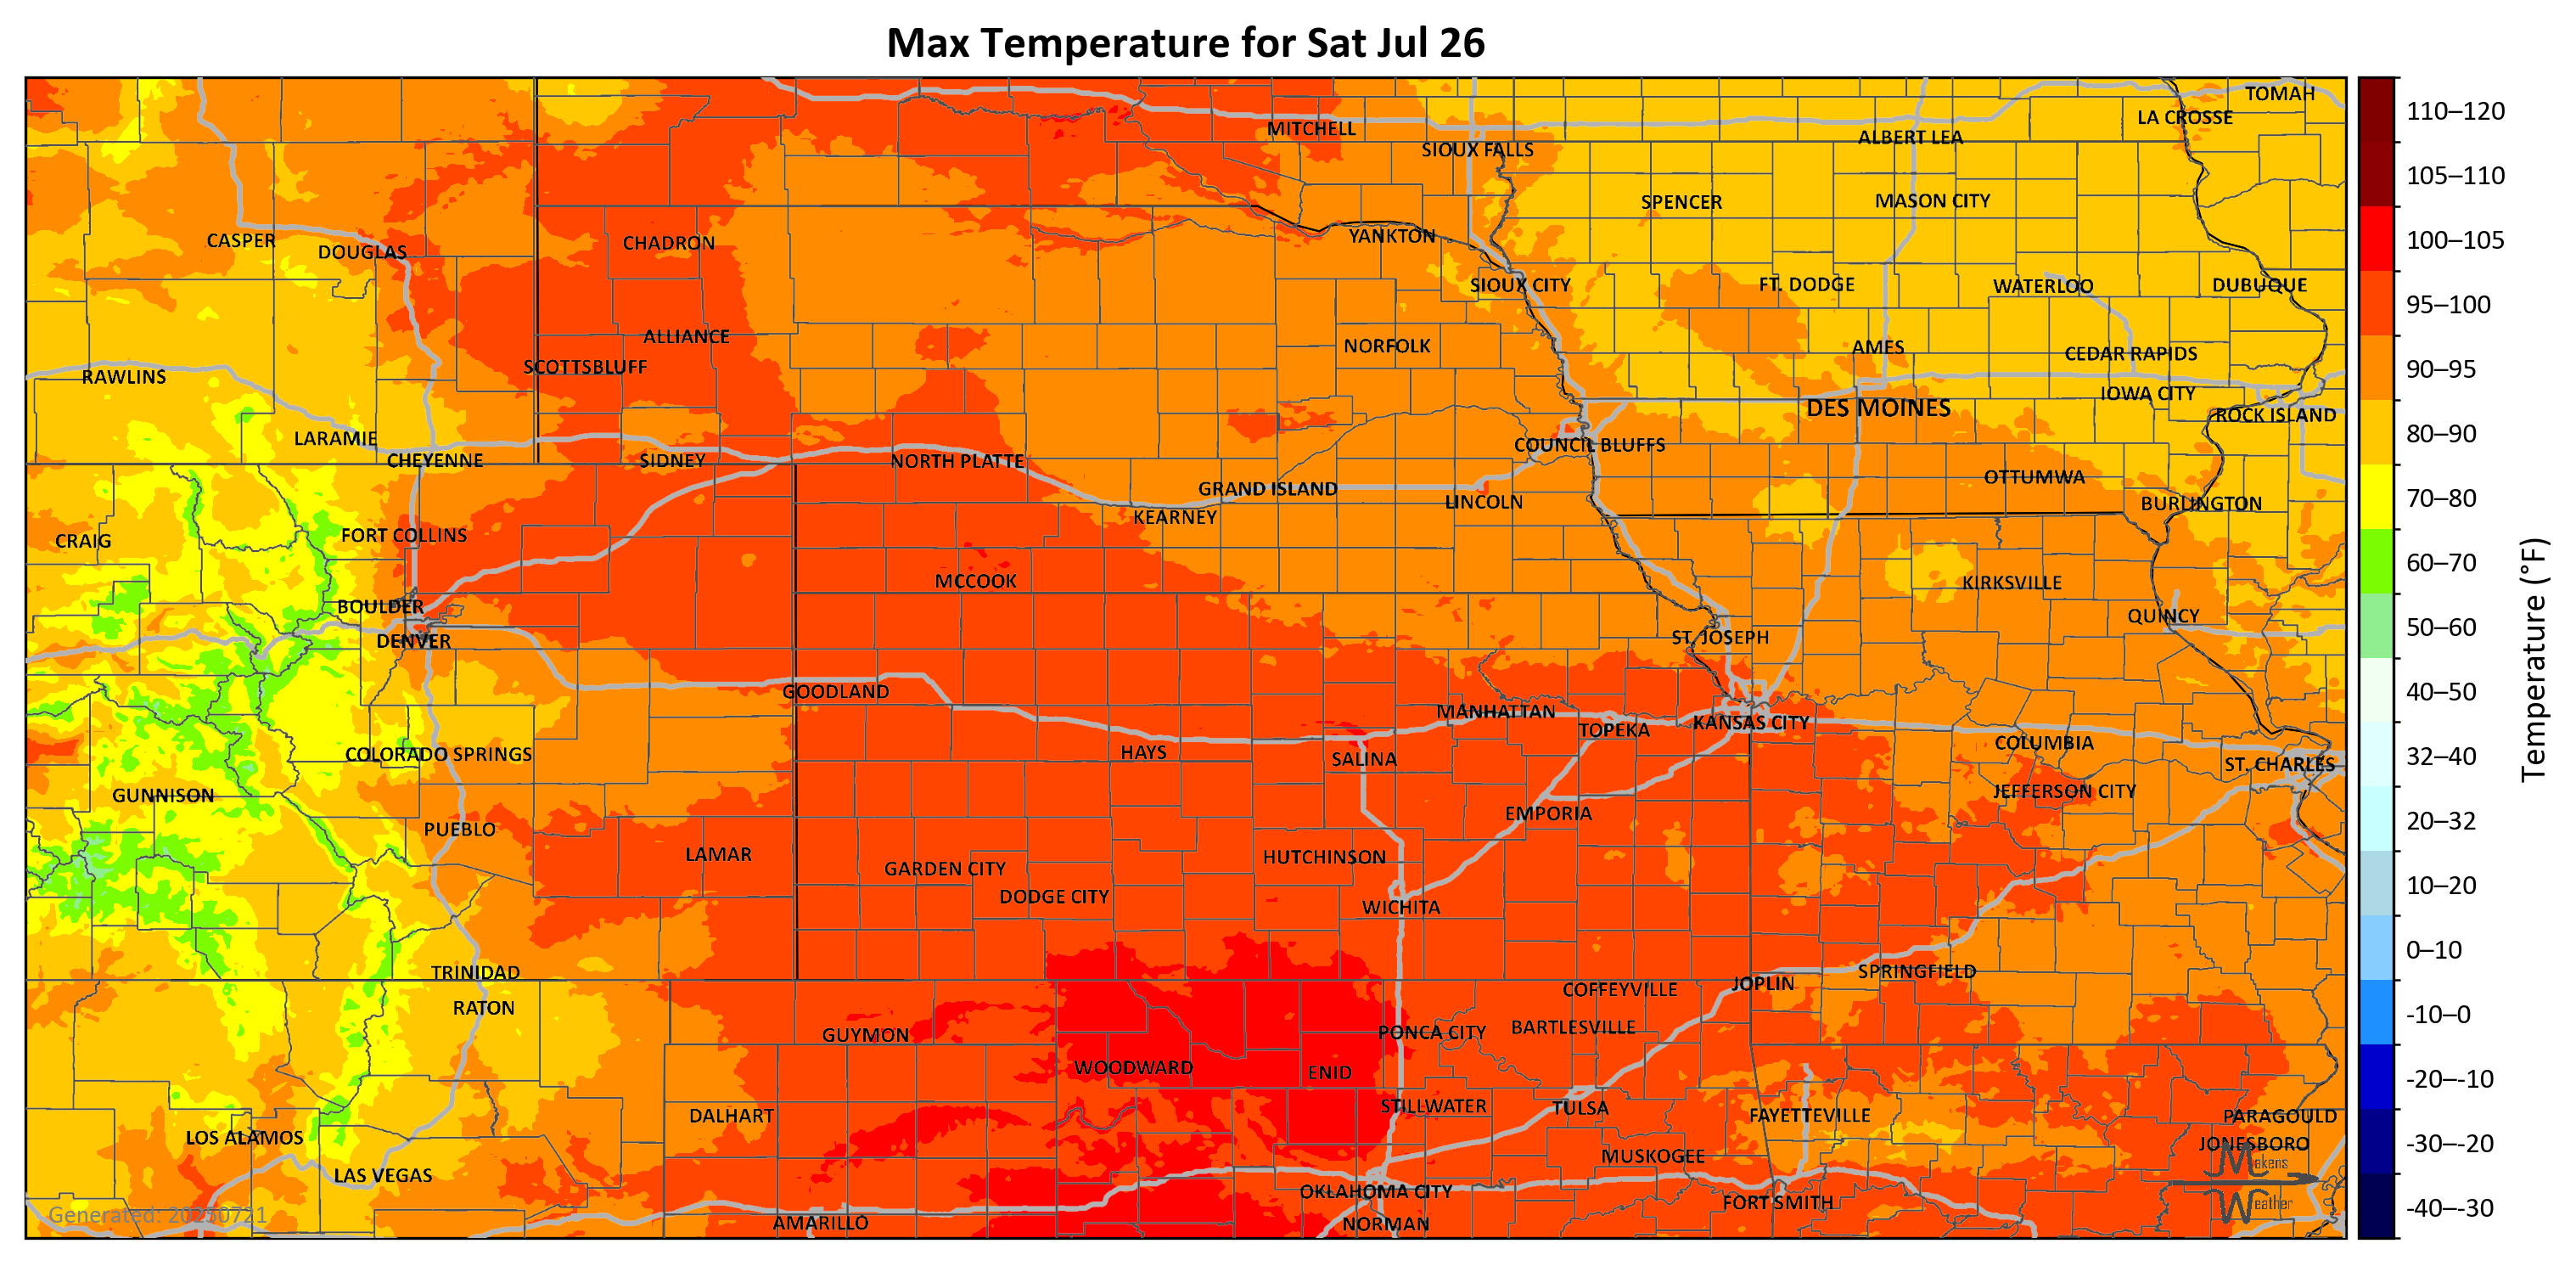 Max Temperature for Sat Jul 26
TOMAH
LA CROSSE
MITCHELL
ALBERT LEA
SIOUX FALLS
SPENCER
MASON CITY
CASPER
DOUGLAS
CHADRON
YANKTON
SIOUX CITY
FT. DODGE
WATERLOO
DUBUQUE
ALLIANCE
NORFOLK
AMES
CEDAR RAPIDS
SCOTTSBLUFF
RAWLINS
IOWA CITY
DES MOINES
ROCK ISLAND
LARAMIE
COUNCIL BLUFFS
CHEYENNE
SIDNEY
NORTH PLATTE
OTTUMWA
GRAND ISLAND
LINCOLN
BURLINGTON
KEARNEY
FORT COLLINS
CRAIG
MCCOOK
KIRKSVILLE
BOULDER
QUINCY
DENVER
ST. JOSEPH
GOODLAND
MANHATTAN
KANSAS CITY
TOPEKA
COLUMBIA
HAYS
COLORADO SPRINGS
SALINA
ST. CHARLES
JEFFERSON CITY
GUNNISON
EMPORIA
PUEBLO
LAMAR
HUTCHINSON
GARDEN CITY
DODGE CITY
WICHITA
TRINIDAD
SPRINGFIELD
JOPLIN
COFFEYVILLE
RATON
BARTLESVILLE
PONCA CITY
GUYMON
WOODWARD
ENID
STILLWATER
TULSA
DALHART
FAYETTEVILLE
PARAGOULD
LOS ALAMOS
JONESBORO
MUSKOGEE
Makens
LAS VEGAS
OKLAHOMA CITY
FORT SMITH
Weather
Generated: 20250721
AMARILLO
NORMAN
110–120
105–110
100–105
95–100
90–95
80–90
70–80
60–70
50–60
40–50
32–40
20–32
10–20
0–10
-10–0
-20–-10
-30–-20
-40–-30
Temperature (°F)